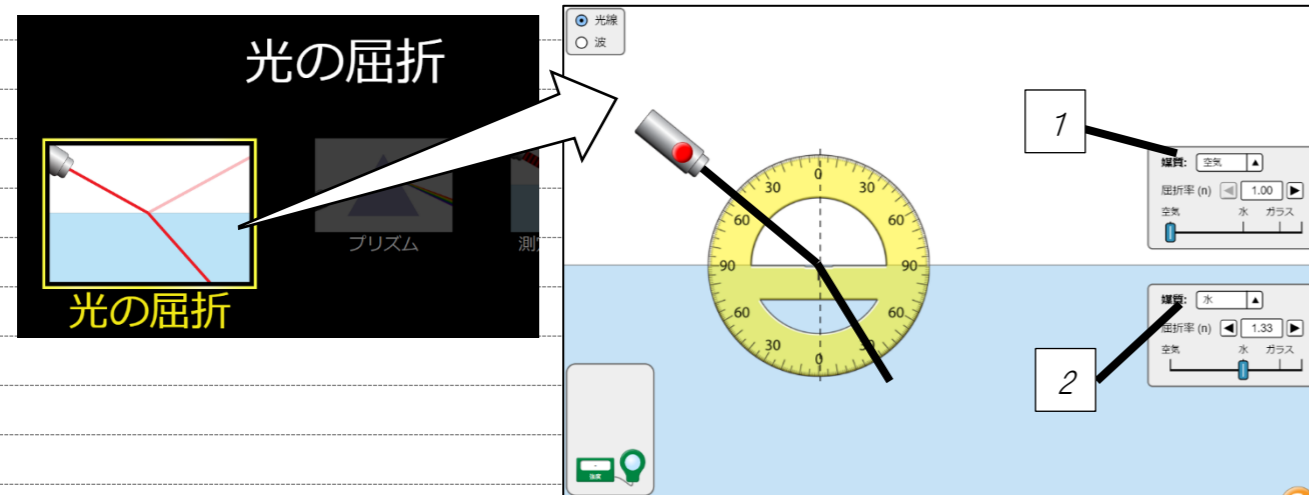 光の屈折
プリズム
測
光の屈折
光線
波
1
媒質: 空気
屈折率 (n) 1.00
空気 水 ガラス
0
30 30
60 60
90 90
60 60
30 30
0
媒質: 水
屈折率 (n) 1.33
空気 水 ガラス
2
強度